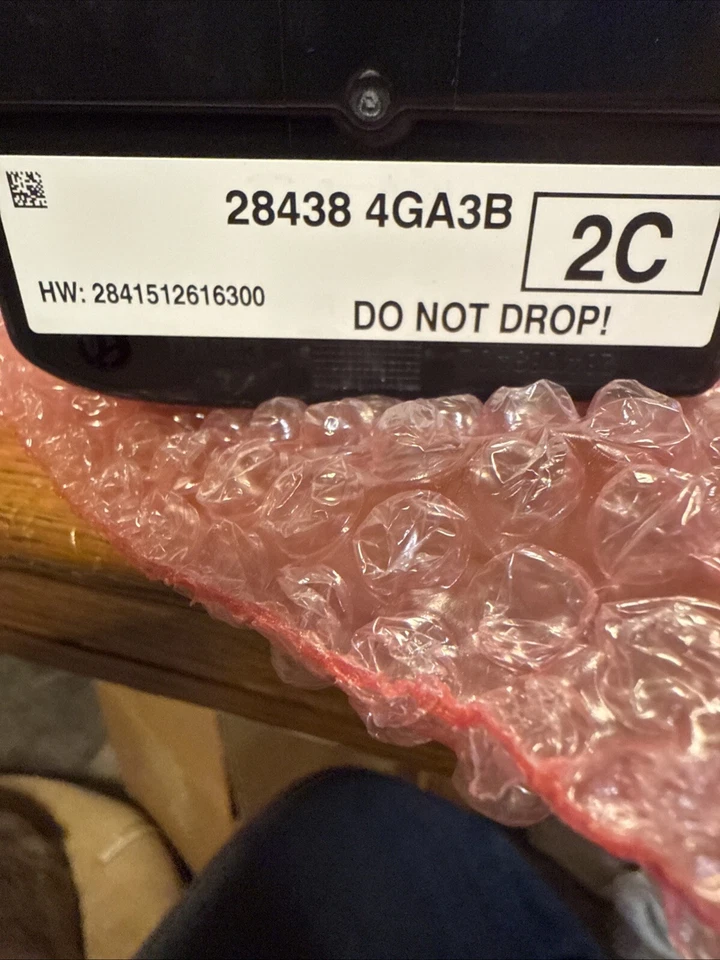 28438 4GA3B
2C
HW: 2841512616300
DO NOT DROP!